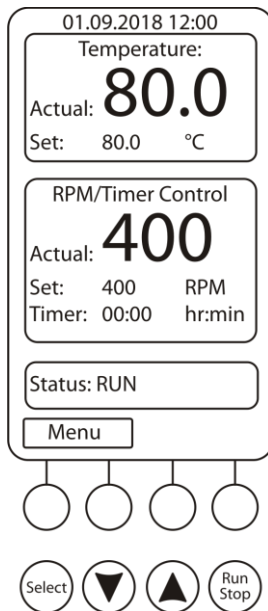 01.09.2018 12:00
Temperature:
Actual: 80.0
Set: 80.0 °C
RPM/Timer Control
Actual: 400
Set: 400 RPM
Timer: 00:00 hr:min
Status: RUN
Menu
Select
Run
Stop